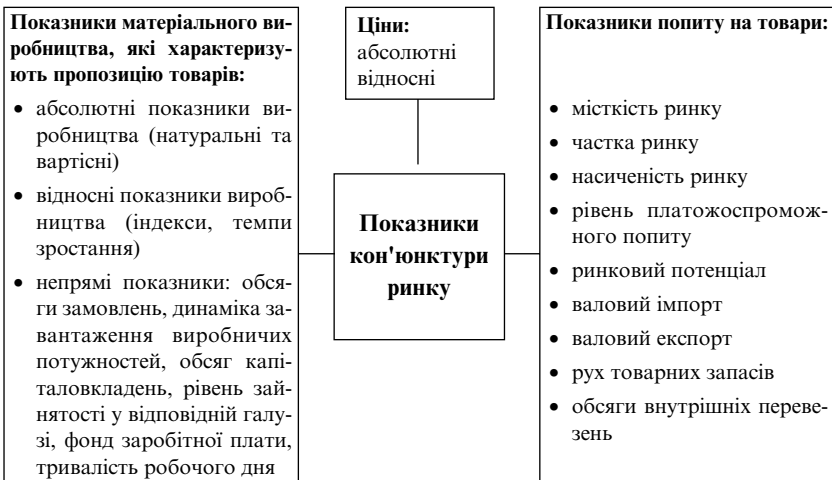 Показники матеріального ви-
робництва, які характеризу-
ють пропозицію товарів:
• абсолютні показники ви-
робництва (натуральні та
вартісні)
• відносні показники вироб-
ництва (індекси, темпи
зростання)
• непрямі показники: обся-
ги замовлень, динаміка за-
вантаження виробничих
потужностей, обсяг капі-
таловкладень, рівень зай-
нятості у відповідній галу-
зі, фонд заробітної плати,
тривалість робочого дня
Ціни:
абсолютні
відносні
Показники
кон'юнктури
ринку
Показники попиту на товари:
• місткість ринку
• частка ринку
• насиченість ринку
• рівень платожоспромож-
ного попиту
• ринковий потенціал
• валовий імпорт
• валовий експорт
• рух товарних запасів
• обсяги внутрішніх переве-
зень